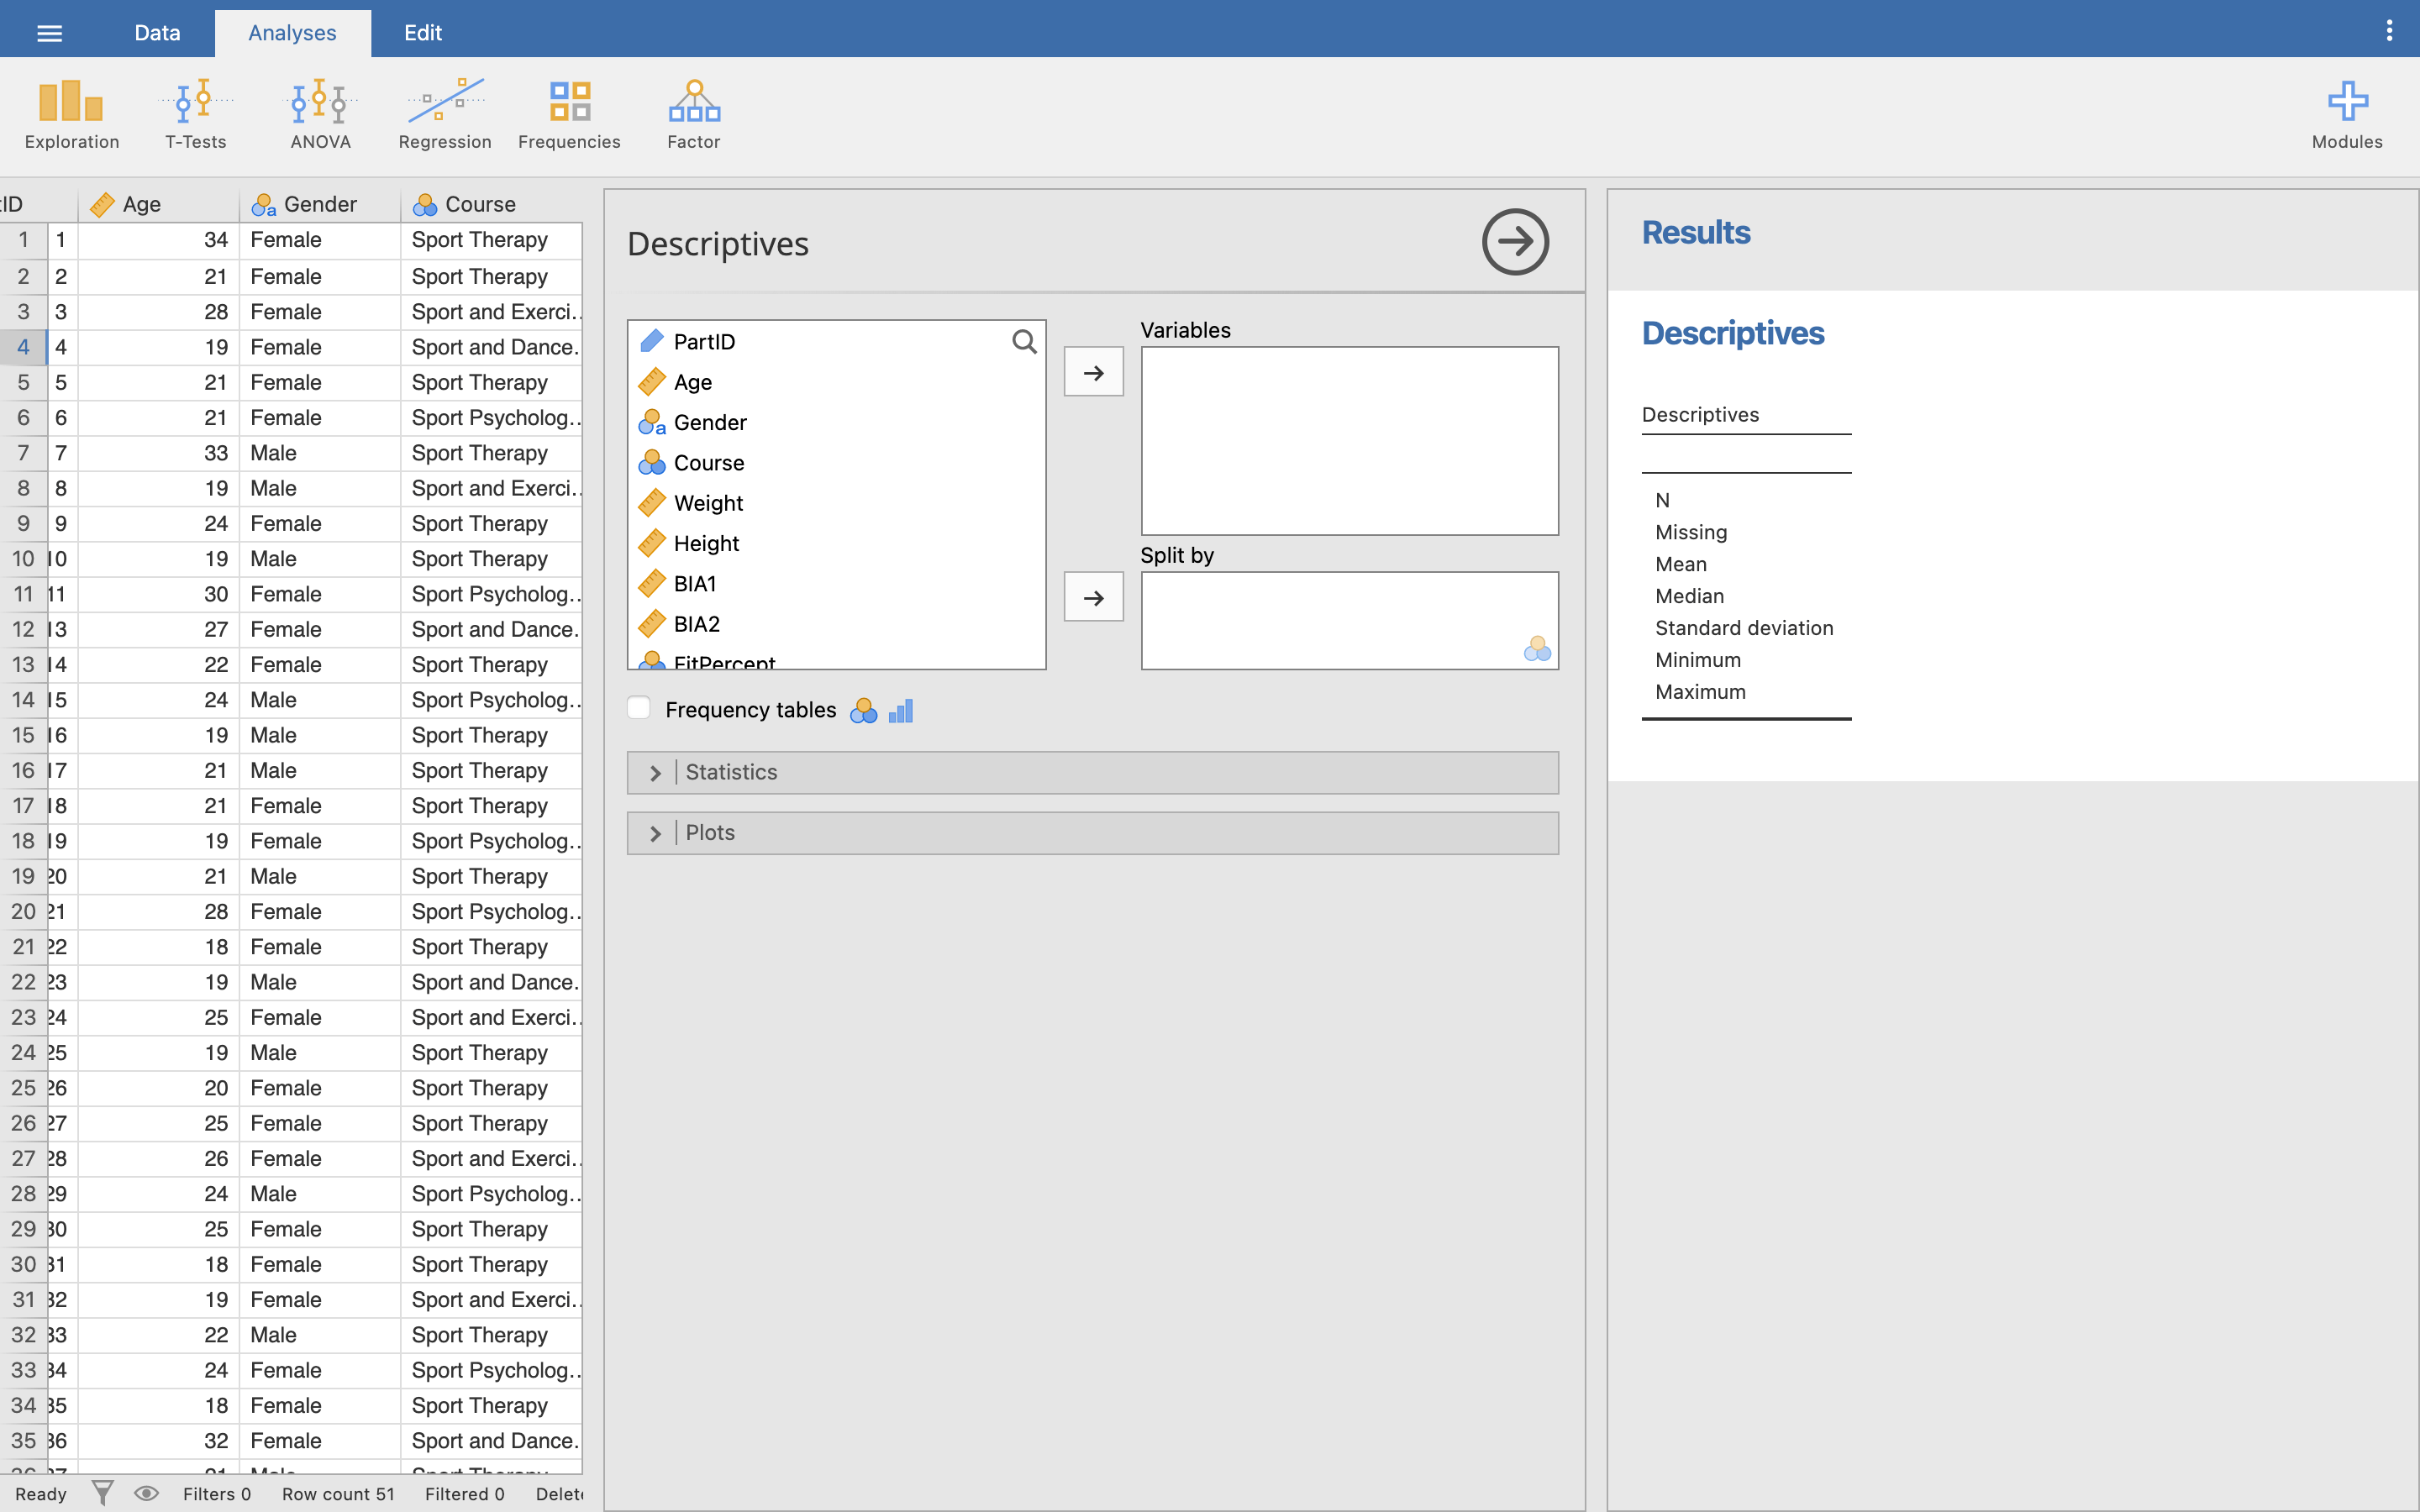 Data Analyses Edit
Exploration T-Tests ANOVA Regression Frequencies Factor Modules
ID Age Gender Course
1 1 34 Female Sport Therapy
2 2 21 Female Sport Therapy
3 3 28 Female Sport and Exerci..
4 4 19 Female Sport and Dance.
5 5 21 Female Sport Therapy
6 6 21 Female Sport Psycholog..
7 7 33 Male Sport Therapy
8 8 19 Male Sport and Exerci..
9 9 24 Female Sport Therapy
10 10 19 Male Sport Therapy
11 11 30 Female Sport Psycholog..
12 13 27 Female Sport and Dance.
13 14 22 Female Sport Therapy
14 15 24 Male Sport Psycholog..
15 16 19 Male Sport Therapy
16 17 21 Male Sport Therapy
17 18 21 Female Sport Therapy
18 19 19 Female Sport Psycholog..
19 20 21 Male Sport Therapy
20 21 28 Female Sport Psycholog..
21 22 18 Female Sport Therapy
22 23 19 Male Sport and Dance.
23 24 25 Female Sport and Exerci..
24 25 19 Male Sport Therapy
25 26 20 Female Sport Therapy
26 27 25 Female Sport Therapy
27 28 26 Female Sport and Exerci..
28 29 24 Male Sport Psycholog..
29 30 25 Female Sport Therapy
30 31 18 Female Sport Therapy
31 32 19 Female Sport and Exerci..
32 33 22 Male Sport Therapy
33 34 24 Female Sport Psycholog..
34 35 18 Female Sport Therapy
35 36 32 Female Sport and Dance.
36 37 21 Male Sport Therapy
Ready Filters 0 Row count 51 Filtered 0
Descriptives
PartID
Age
Gender
a
Course
Weight
Height
BIA1
BIA2
FitPercept
Variables
Split by
Frequency tables
Statistics
Plots
Results
Descriptives
Descriptives
N
Missing
Mean
Median
Standard deviation
Minimum
Maximum